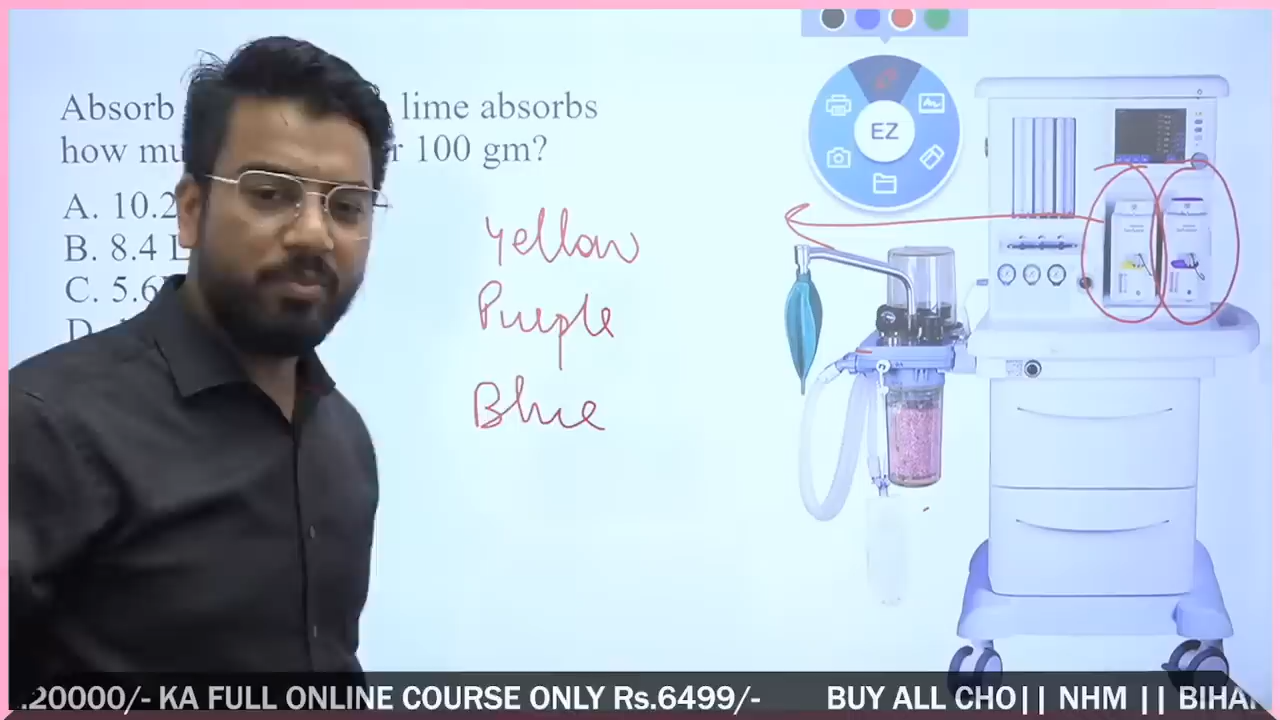 Absorb lime absorbs
how mu r 100 gm?
A. 10.2
B. 8.4 L
C. 5.6
D.
Yellow
Purple
Blue
EZ
.20000/- KA FULL ONLINE COURSE ONLY Rs.6499/- BUY ALL CHO|| NHM || BIHAR